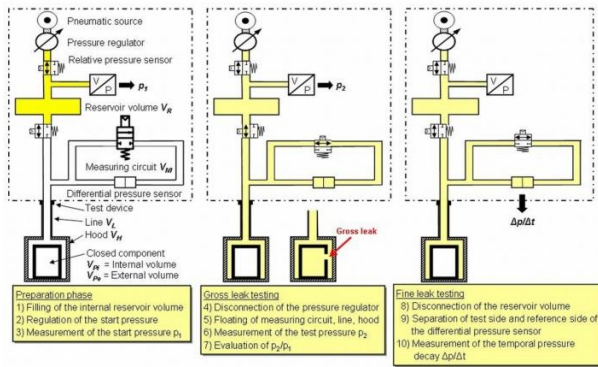 Pneumatic source
Pressure regulator
Relative pressure sensor
V
P
p1
Reservoir volume VR
Measuring circuit VM
Differential pressure sensor
Test device
Line VL
Hood VH
Closed component
VPi = Internal volume
VPe = External volume
Preparation phase
1) Filling of the internal reservoir volume
2) Regulation of the start pressure
3) Measurement of the start pressure p1
V
P
p2
Gross leak
Gross leak testing
4) Disconnection of the pressure regulator
5) Floating of measuring circuit, line, hood
6) Measurement of the test pressure p2
7) Evaluation of p2/p1
V
P
Δp/Δt
Fine leak testing
8) Disconnection of the reservoir volume
9) Separation of test side and reference side of
the differential pressure sensor
10) Measurement of the temporal pressure
decay Δp/Δt